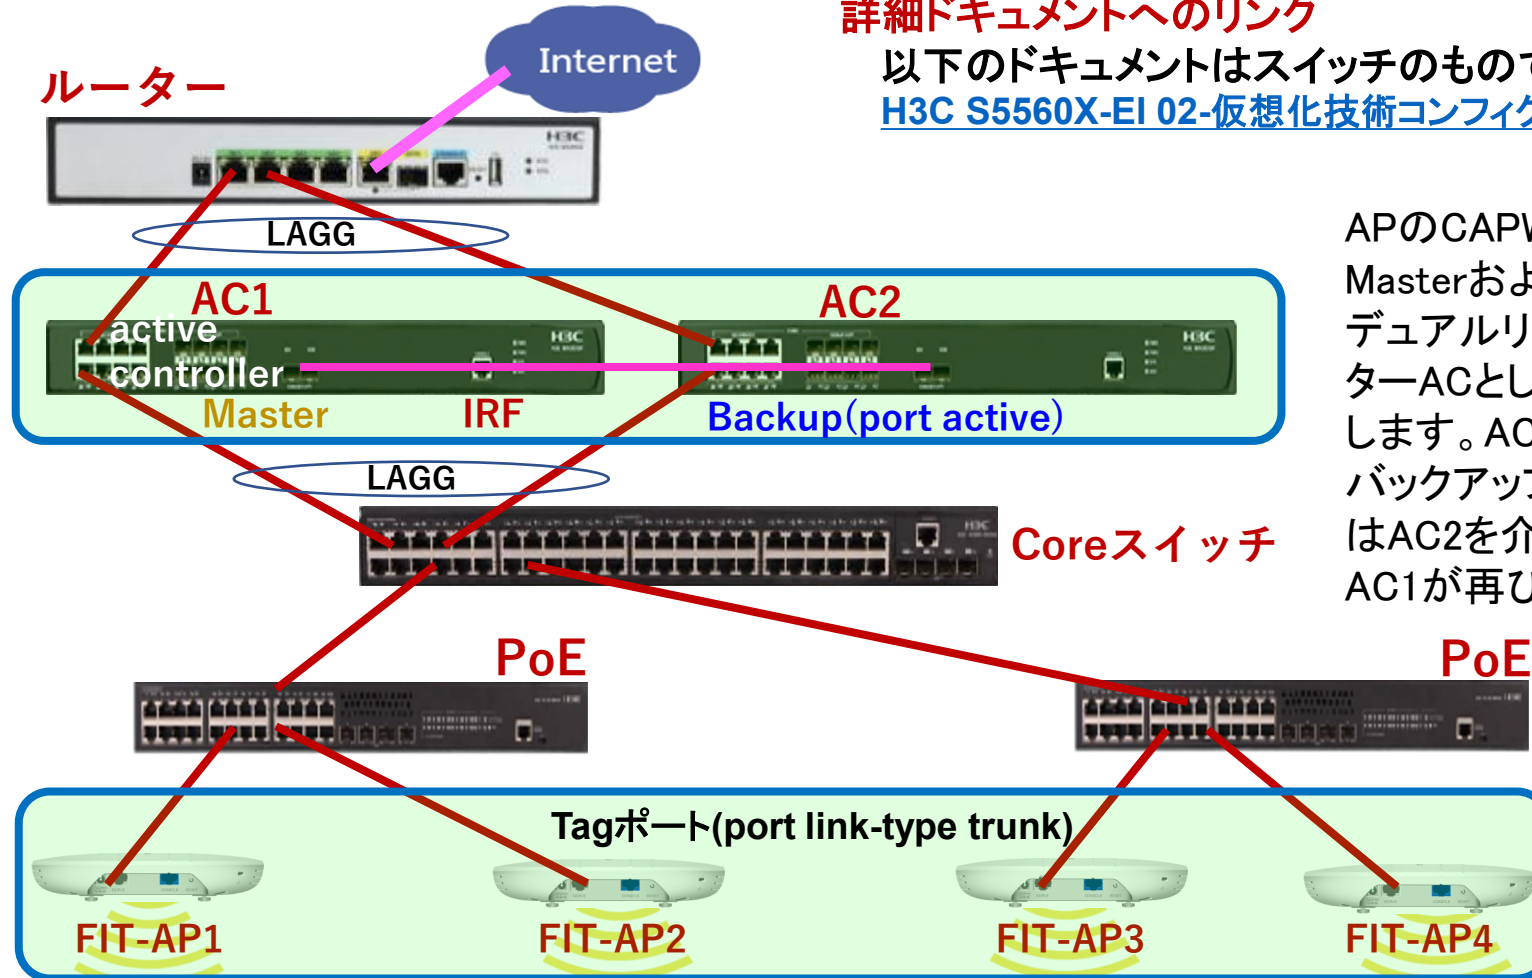 詳細ドキュメントへのリンク
以下のドキュメントはスイッチのもので
H3C S5560X-EI 02-仮想化技術コンフィグ
Internet
ルーター
H3C
LAGG
APのCAPW
Masterおよ
デュアルリ
ターACとし
します。AC
バックアップ
はAC2を介
AC1が再び
AC1
AC2
active
controller
H3C
H3C
Master
IRF
Backup(port active)
LAGG
H3C
Coreスイッチ
PoE
PoE
Tagポート(port link-type trunk)
FIT-AP1
FIT-AP2
FIT-AP3
FIT-AP4